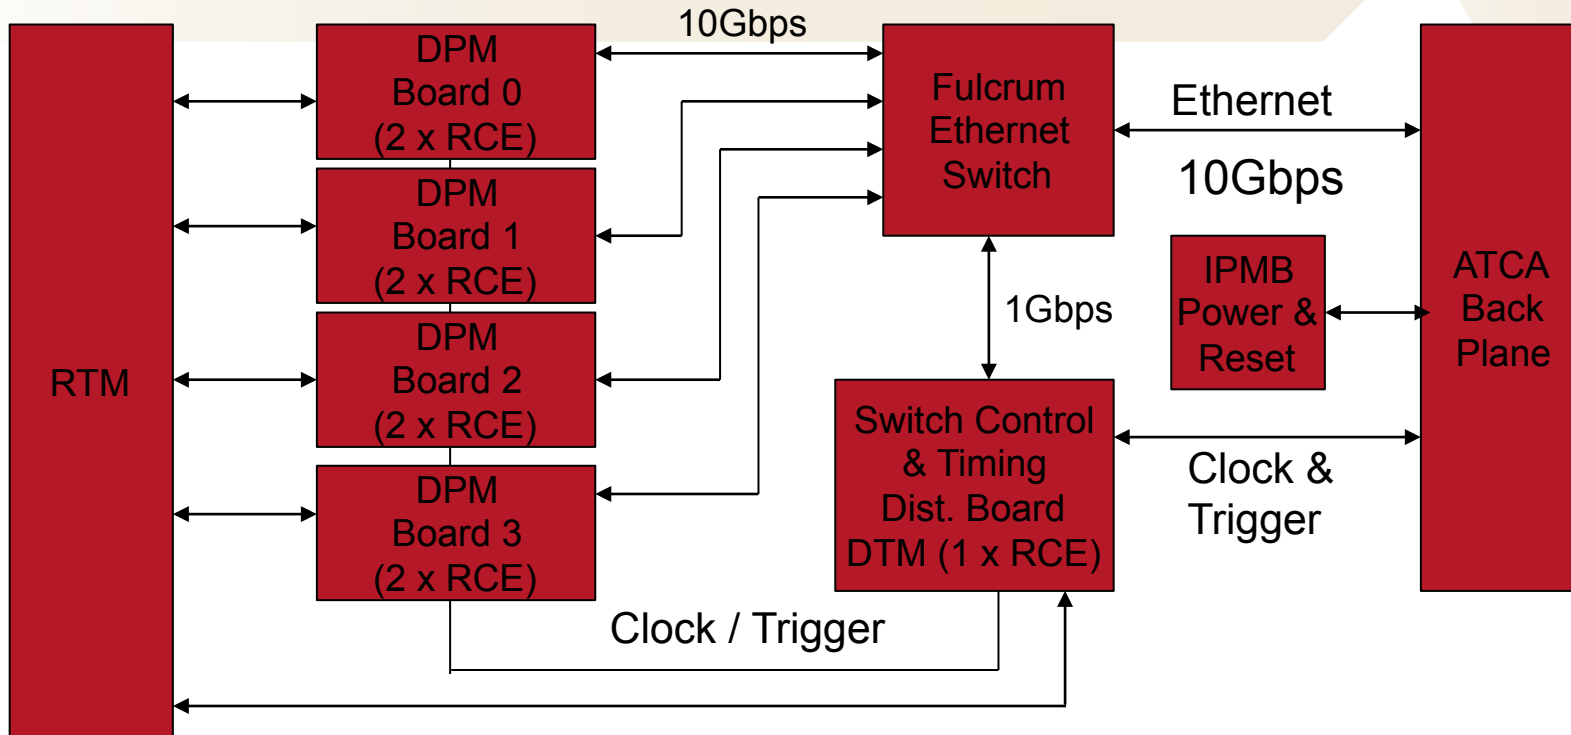 RTM
DPM
Board 0
(2 x RCE)
DPM
Board 1
(2 x RCE)
DPM
Board 2
(2 x RCE)
DPM
Board 3
(2 x RCE)
10Gbps
Fulcrum
Ethernet
Switch
Ethernet
10Gbps
1Gbps
IPMB
Power &
Reset
ATCA
Back
Plane
Switch Control
& Timing
Dist. Board
DTM (1 x RCE)
Clock &
Trigger
Clock / Trigger